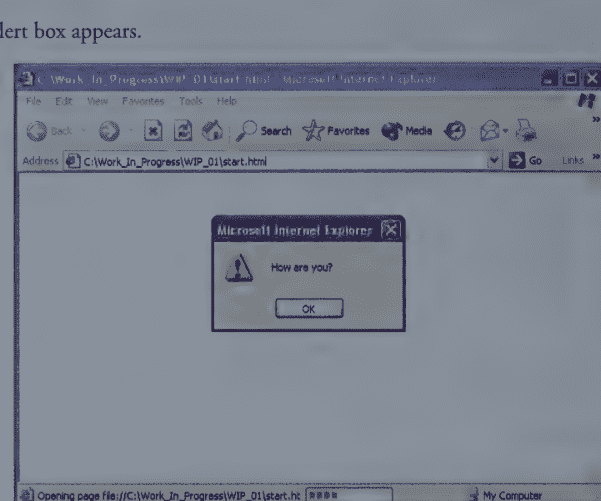 lert box appears.
C:\Work_In_Progress\WIP_01\start.html - Microsoft Internet Explorer
File Edit View Favorites Tools Help
Back Search Favorites Media
Address C:\Work_In_Progress\WIP_01\start.html Go Links »
Microsoft Internet Explorer
How are you?
OK
Opening page file://C:\Work_In_Progress\WIP_01\start.ht My Computer